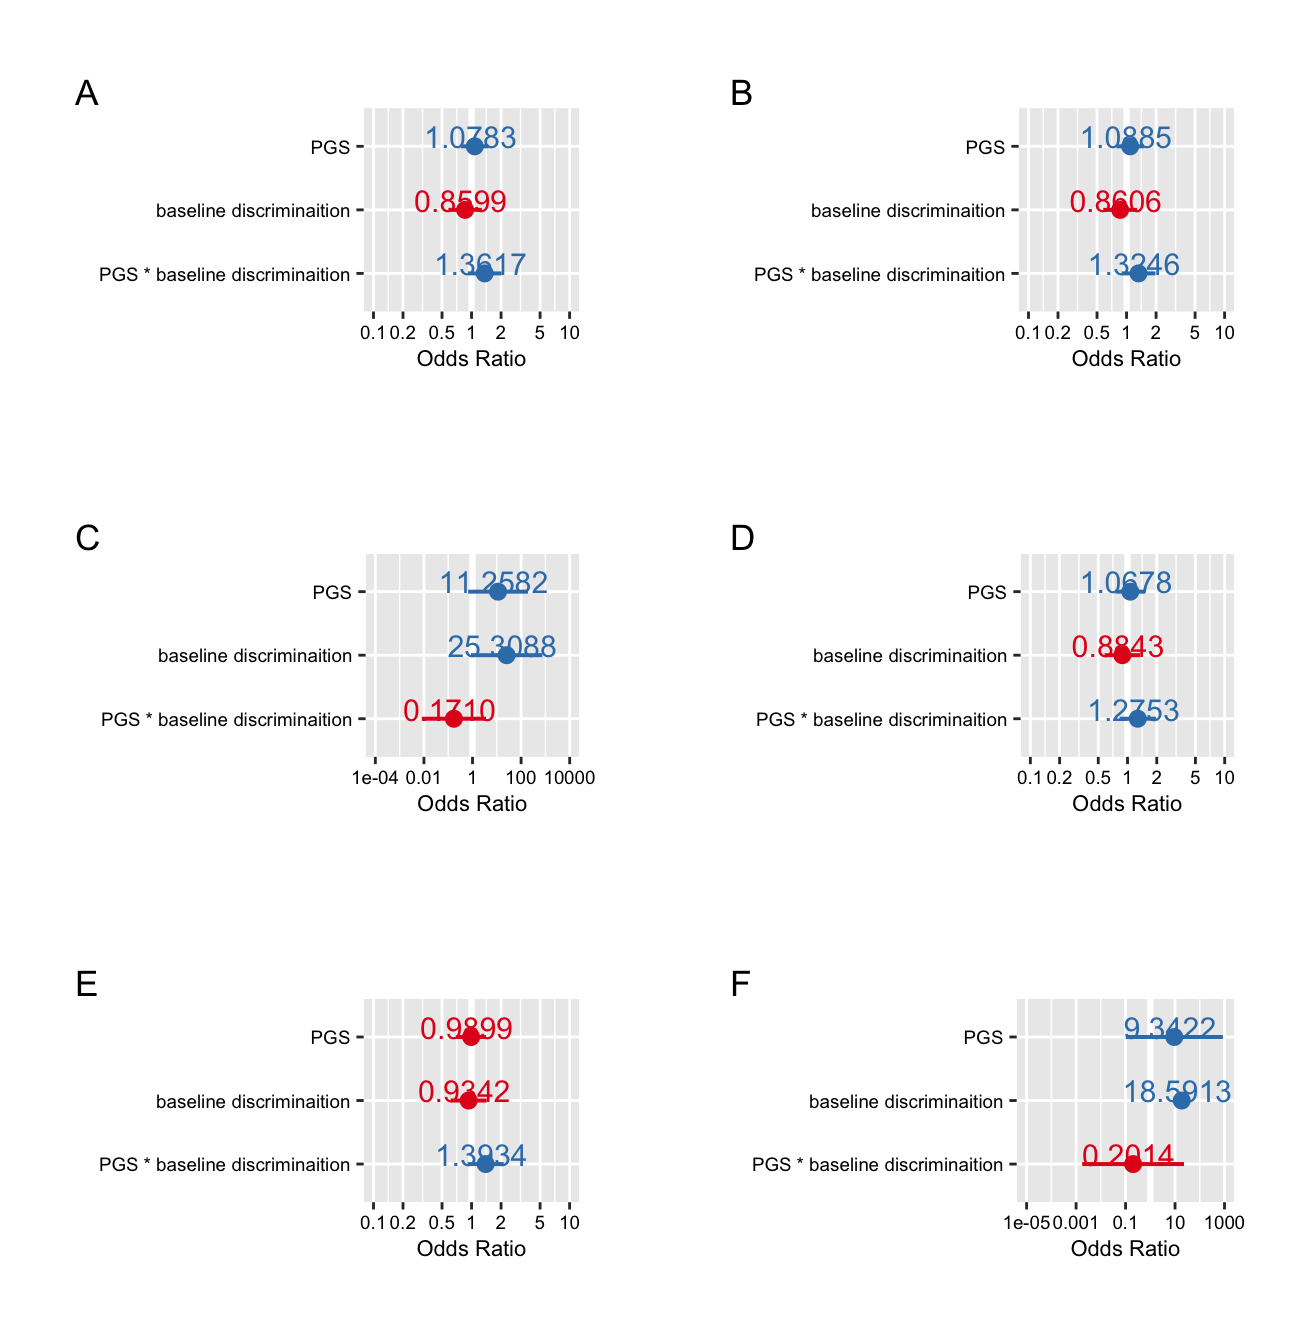 A
1.0783
PGS
0.8599
baseline discriminaition
1.3617
PGS * baseline discriminaition
0.1 0.2 0.5 1 2 5 10
Odds Ratio
B
1.0885
PGS
0.8606
baseline discriminaition
1.3246
PGS * baseline discriminaition
0.1 0.2 0.5 1 2 5 10
Odds Ratio
C
11.2582
PGS
25.3088
baseline discriminaition
0.1710
PGS * baseline discriminaition
1e-04 0.01 1 100 10000
Odds Ratio
D
1.0678
PGS
0.8843
baseline discriminaition
1.2753
PGS * baseline discriminaition
0.1 0.2 0.5 1 2 5 10
Odds Ratio
E
0.9899
PGS
0.9342
baseline discriminaition
1.3934
PGS * baseline discriminaition
0.1 0.2 0.5 1 2 5 10
Odds Ratio
F
9.3422
PGS
18.5913
baseline discriminaition
0.2014
PGS * baseline discriminaition
1e-05 0.001 0.1 10 1000
Odds Ratio